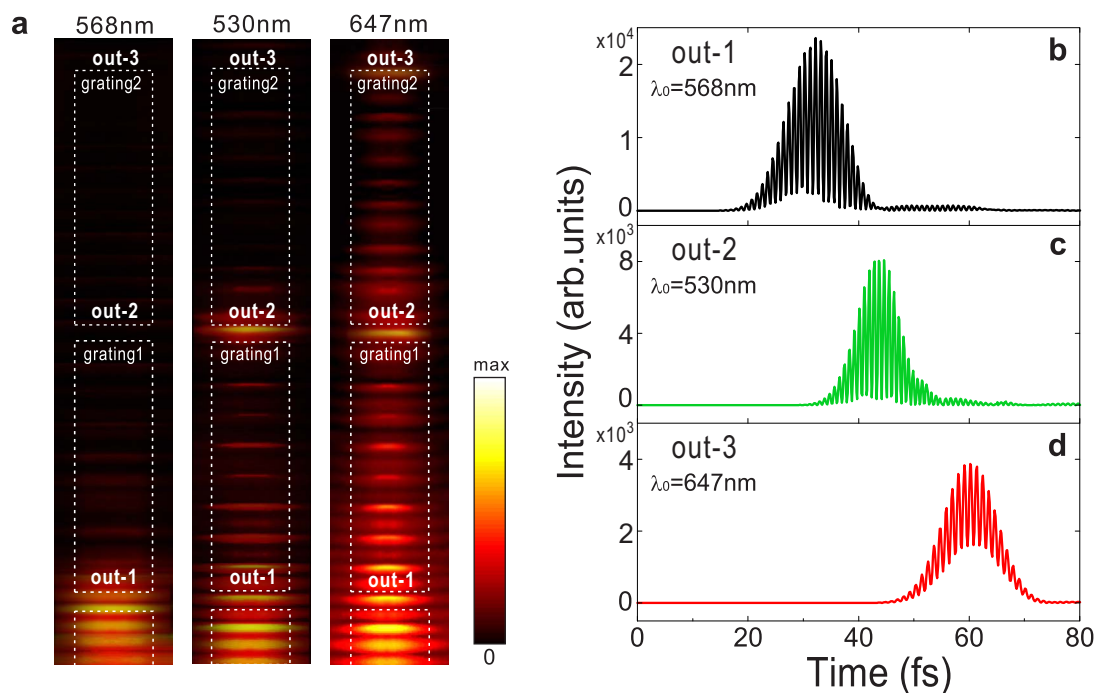 a
568nm 530nm 647nm
out-3 out-3 out-3
grating2 grating2 grating2
out-2 out-2 out-2
grating1 grating1 grating1
out-1 out-1 out-1
max
0
Intensity (arb.units)
x10⁴
2
1
0
out-1
λ₀=568nm
b
x10³
8
4
0
out-2
λ₀=530nm
c
x10³
4
2
0
out-3
λ₀=647nm
d
0 20 40 60 80
Time (fs)